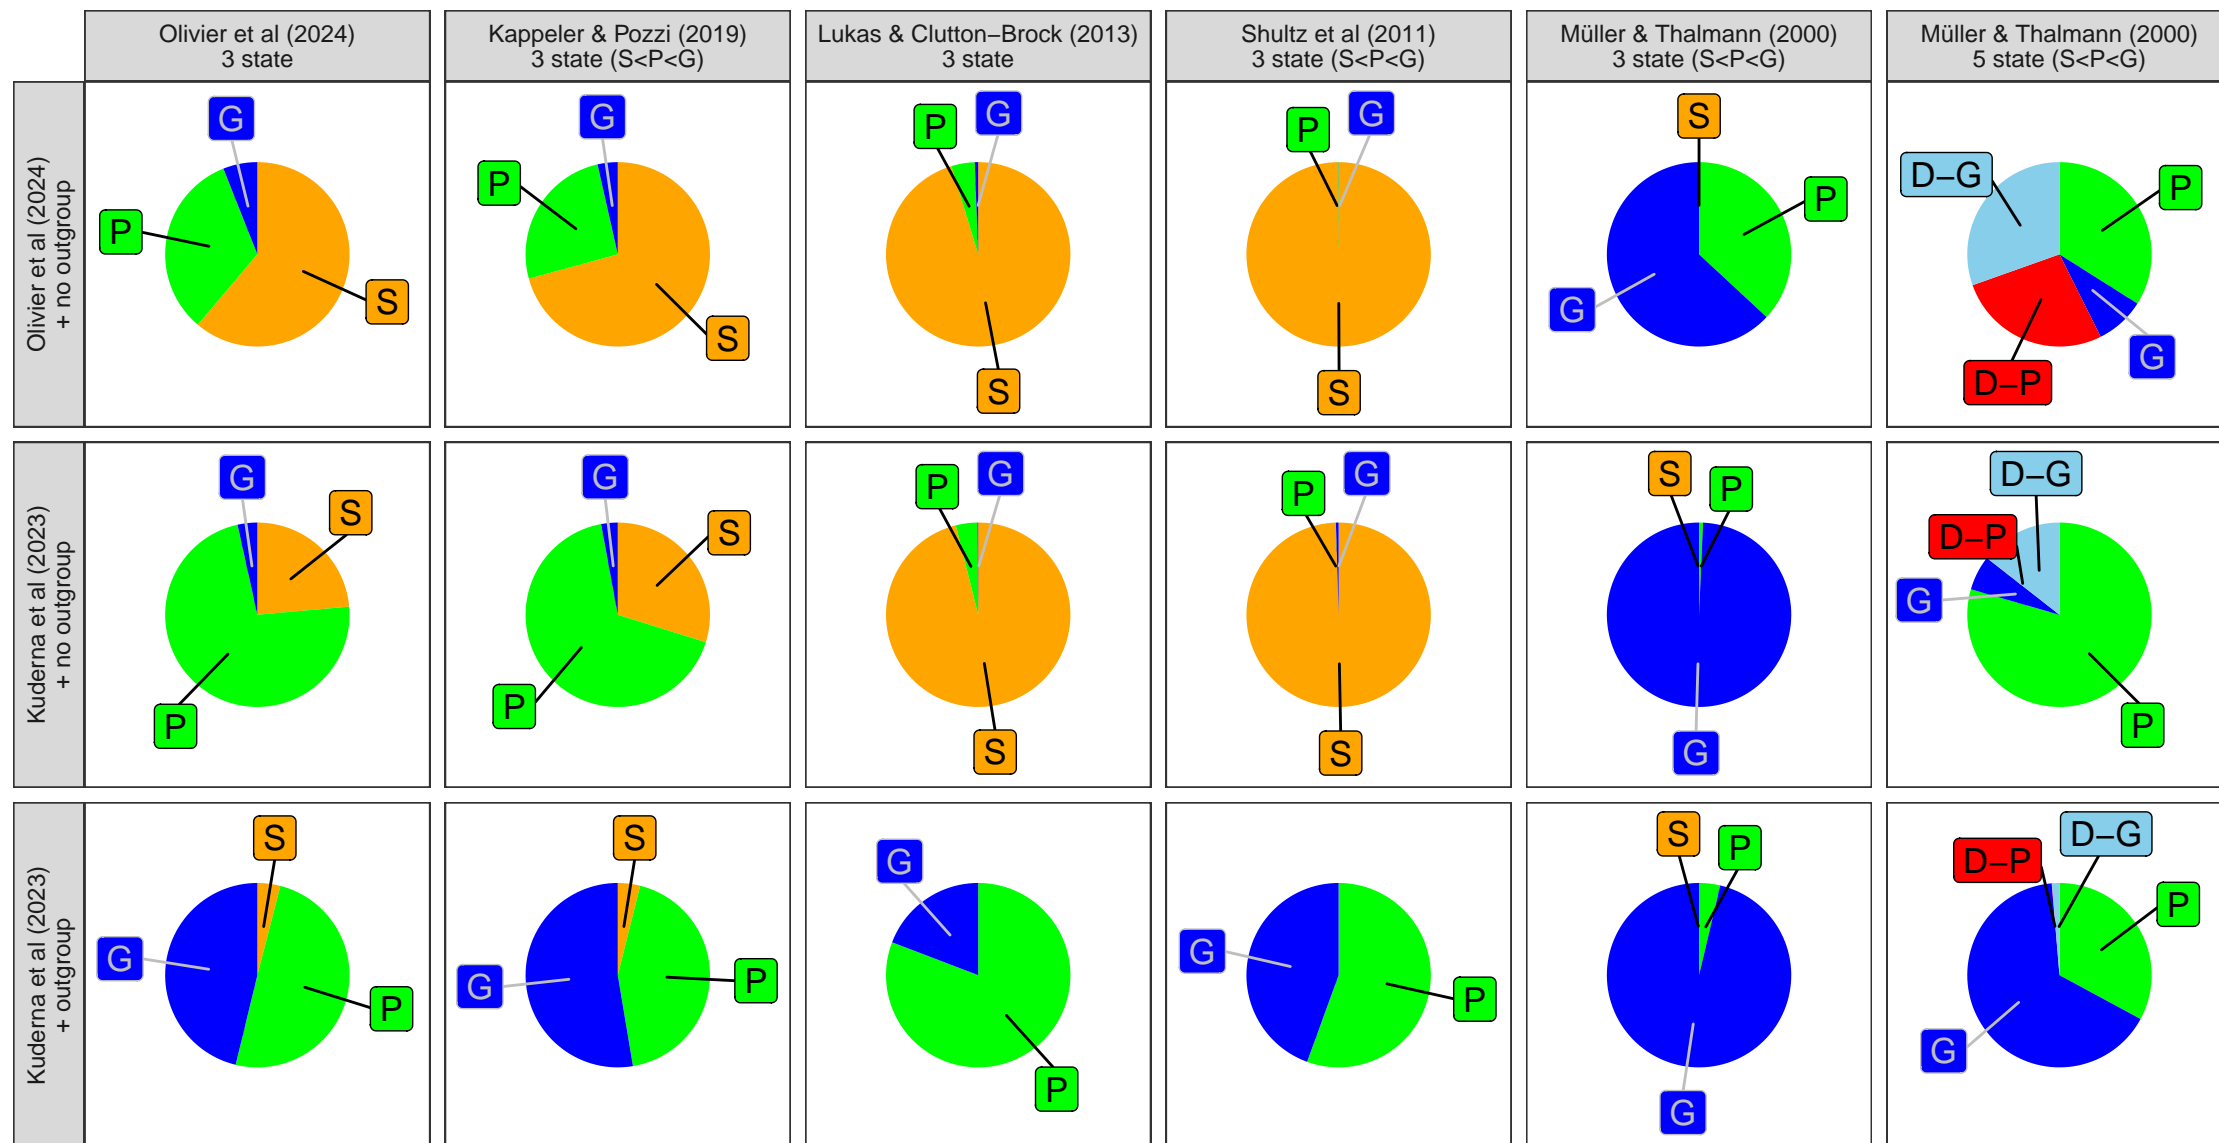 Olivier et al (2024)
3 state
Kappeler & Pozzi (2019)
3 state (S<P<G)
Lukas & Clutton−Brock (2013)
3 state
Shultz et al (2011)
3 state (S<P<G)
Müller & Thalmann (2000)
3 state (S<P<G)
Müller & Thalmann (2000)
5 state (S<P<G)
Olivier et al (2024)
+ no outgroup
G
P
S
G
P
S
P
G
S
P
G
S
S
P
G
D−G
P
D−P
G
Kuderna et al (2023)
+ no outgroup
G
S
P
G
S
P
P
G
S
P
G
S
S
P
G
D−G
D−P
G
P
Kuderna et al (2023)
+ outgroup
S
G
P
S
G
P
G
P
G
P
S
P
G
D−G
D−P
P
G